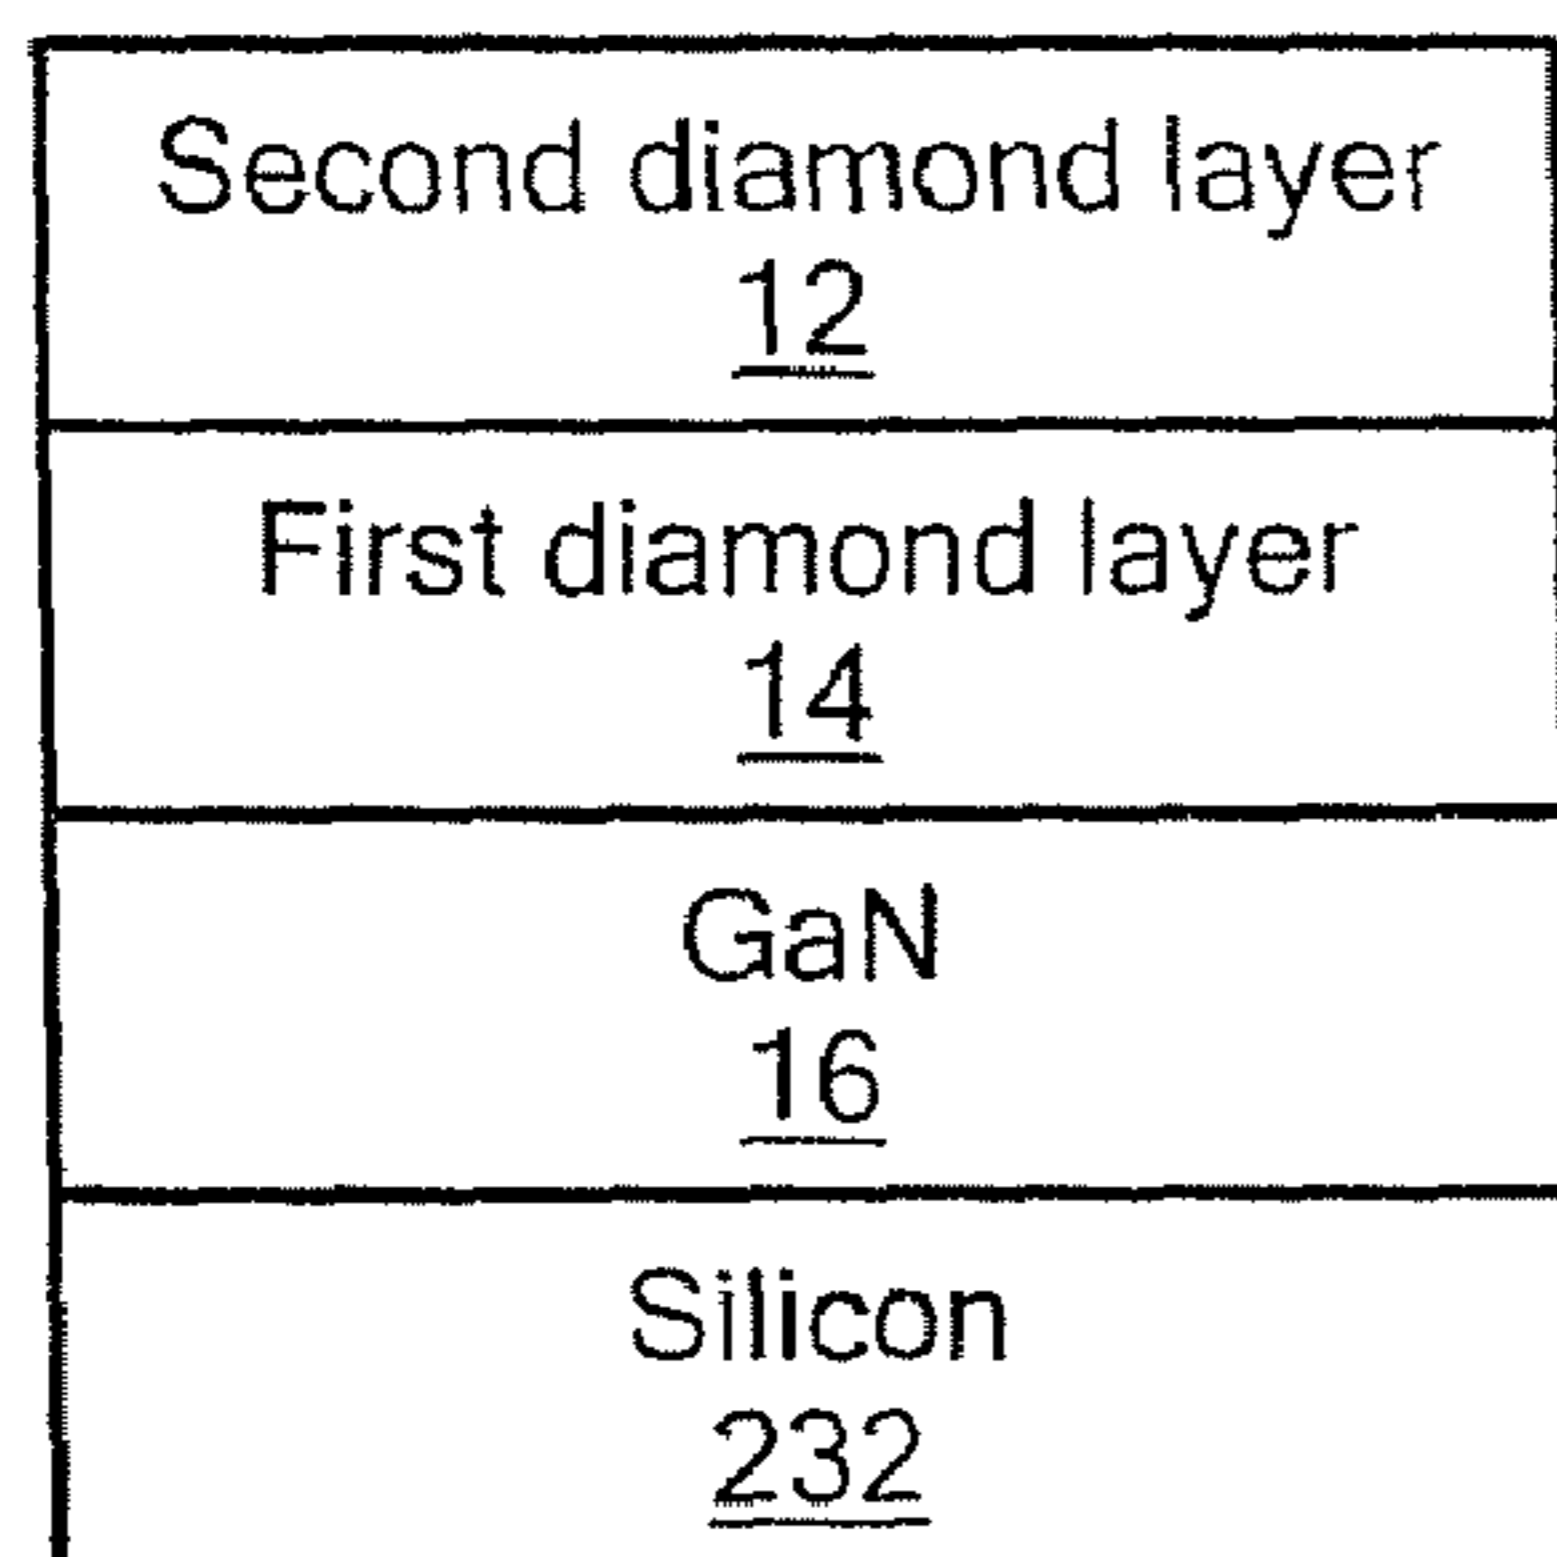 Second diamond layer
12
First diamond layer
14
GaN
16
Silicon
232